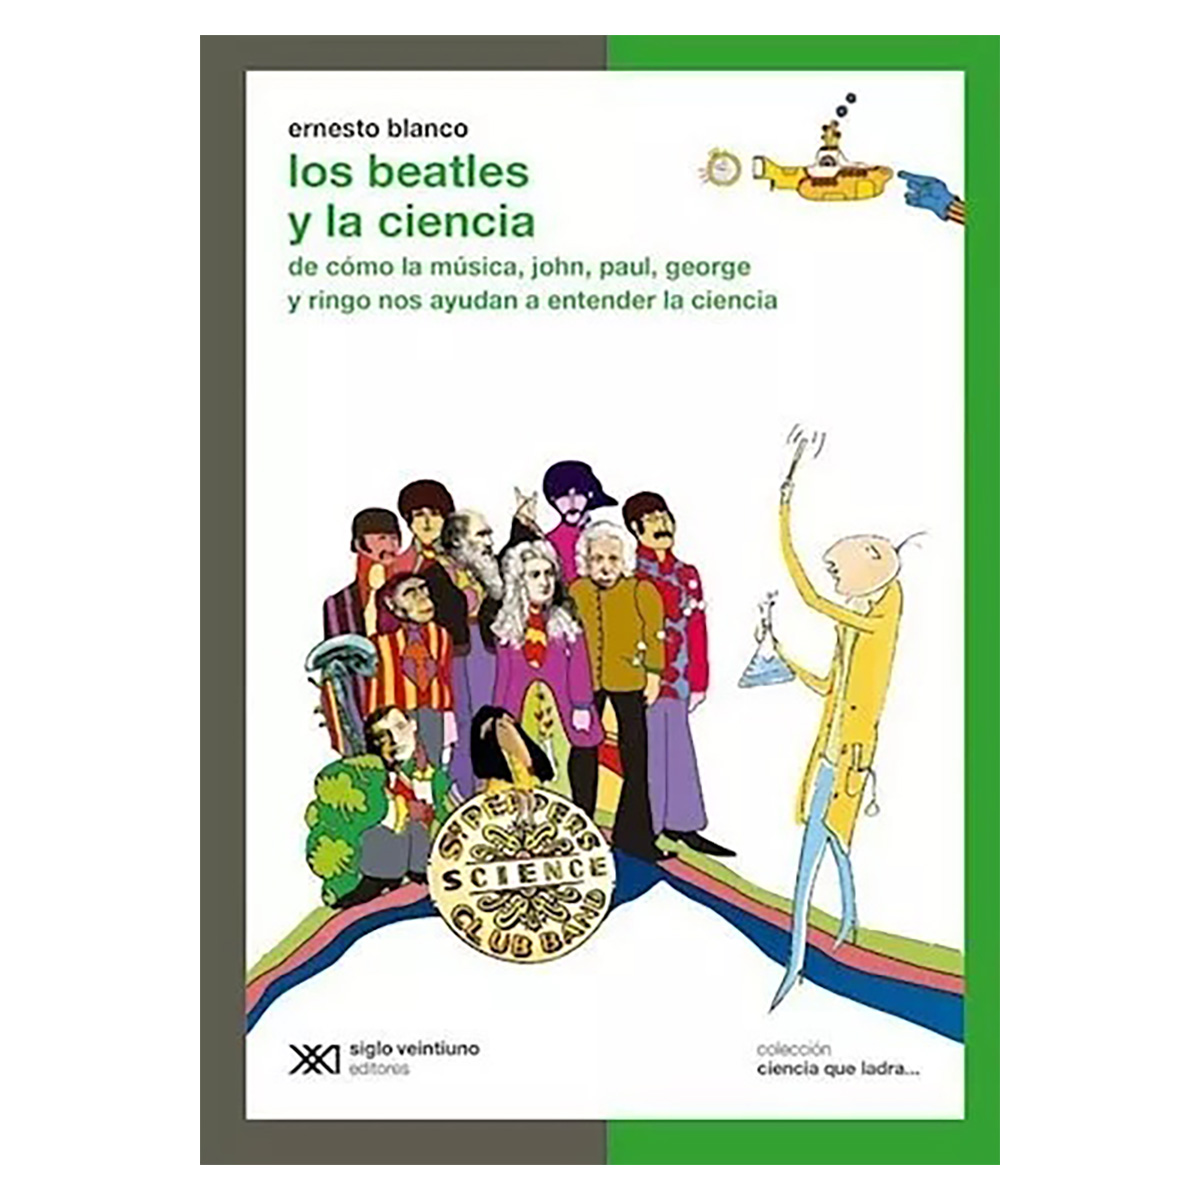 ernesto blanco
los beatles
y la ciencia
de cómo la música, john, paul, george
y ringo nos ayudan a entender la ciencia
SGT. PEPPERS
SCIENCE
CLUB BAND
siglo veintiuno
editores
colección
ciencia que ladra...